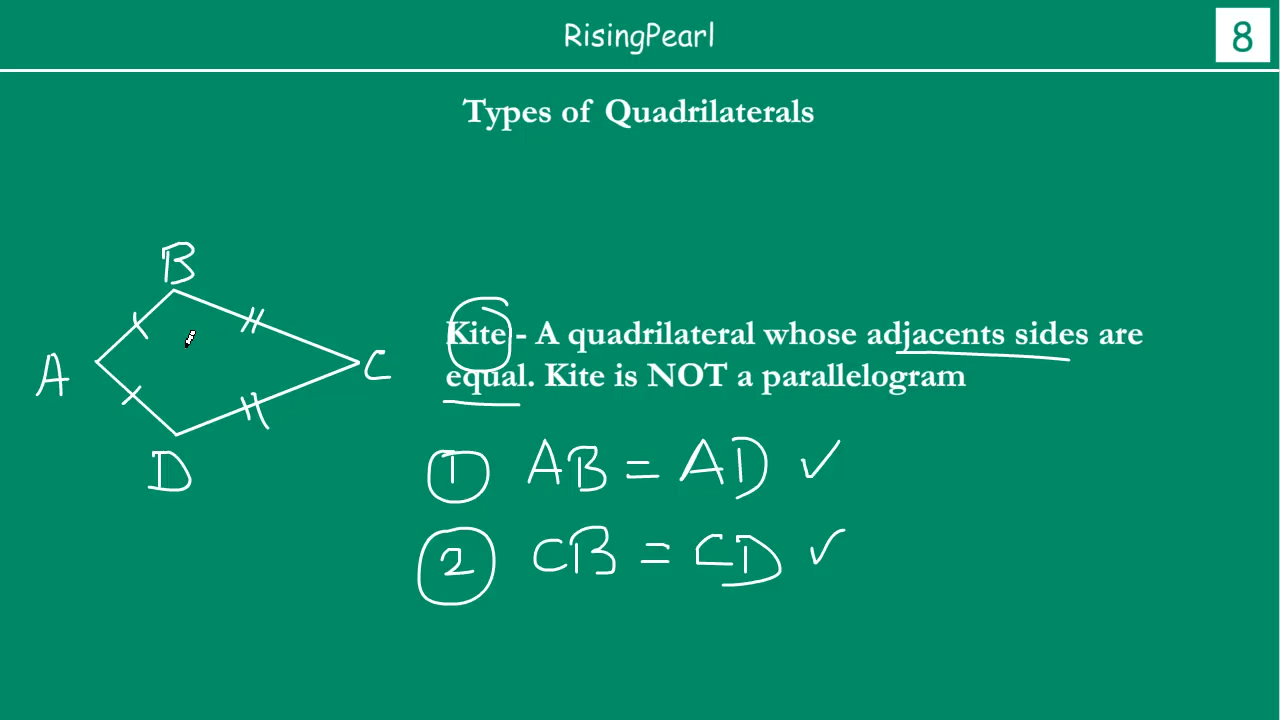 RisingPearl
8
Types of Quadrilaterals
B
A
C
D
Kite - A quadrilateral whose adjacents sides are
equal. Kite is NOT a parallelogram
1 AB = AD ✓
2 CB = CD ✓